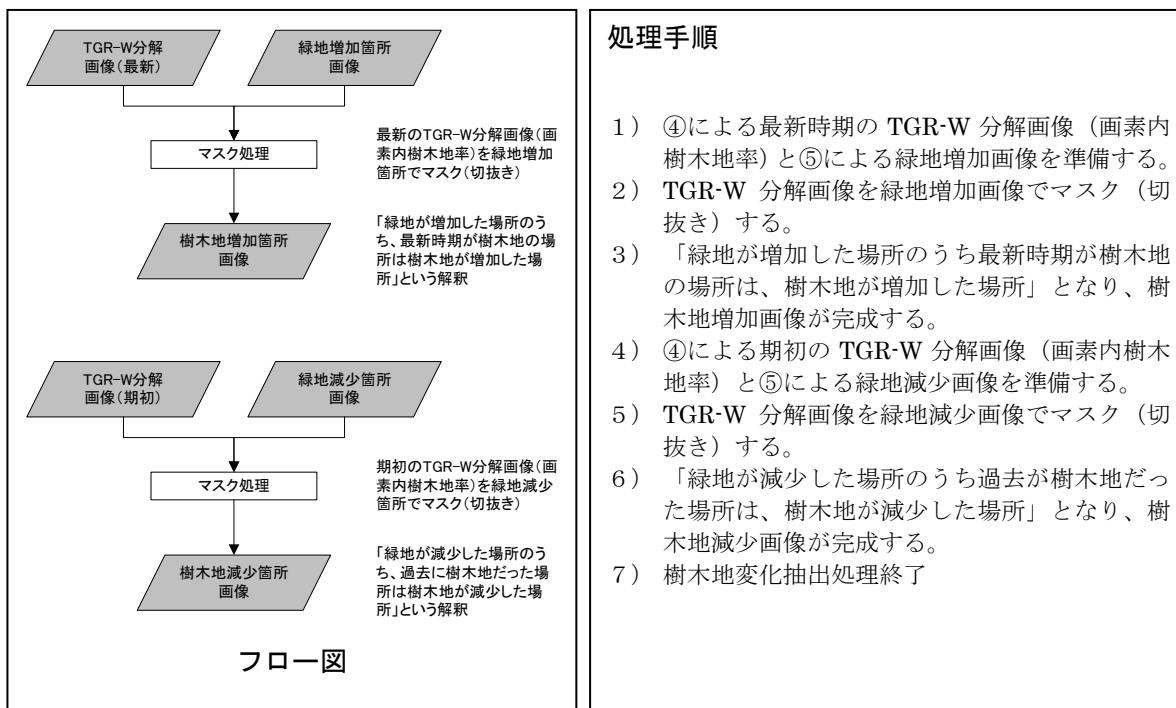 TGR-W分解
画像(最新)
緑地増加箇所
画像
マスク処理
最新のTGR-W分解画像(画
素内樹木地率)を緑地増加
箇所でマスク(切抜き)
樹木地増加箇所
画像
「緑地が増加した場所のう
ち、最新時期が樹木地の場
所は樹木地が増加した場
所」という解釈
TGR-W分解
画像(期初)
緑地減少箇所
画像
マスク処理
期初のTGR-W分解画像(画
素内樹木地率)を緑地減少
箇所でマスク(切抜き)
樹木地減少箇所
画像
「緑地が減少した場所のう
ち、過去に樹木地だった場
所は樹木地が減少した場
所」という解釈
フロー図
処理手順
１） ④による最新時期の TGR-W 分解画像（画素内
樹木地率）と⑤による緑地増加画像を準備する。
２） TGR-W 分解画像を緑地増加画像でマスク（切
抜き）する。
３） 「緑地が増加した場所のうち最新時期が樹木地
の場所は、樹木地が増加した場所」となり、樹
木地増加画像が完成する。
４） ④による期初の TGR-W 分解画像（画素内樹木
地率）と⑤による緑地減少画像を準備する。
５） TGR-W 分解画像を緑地減少画像でマスク（切
抜き）する。
６） 「緑地が減少した場所のうち過去が樹木地だっ
た場所は、樹木地が減少した場所」となり、樹
木地減少画像が完成する。
７） 樹木地変化抽出処理終了